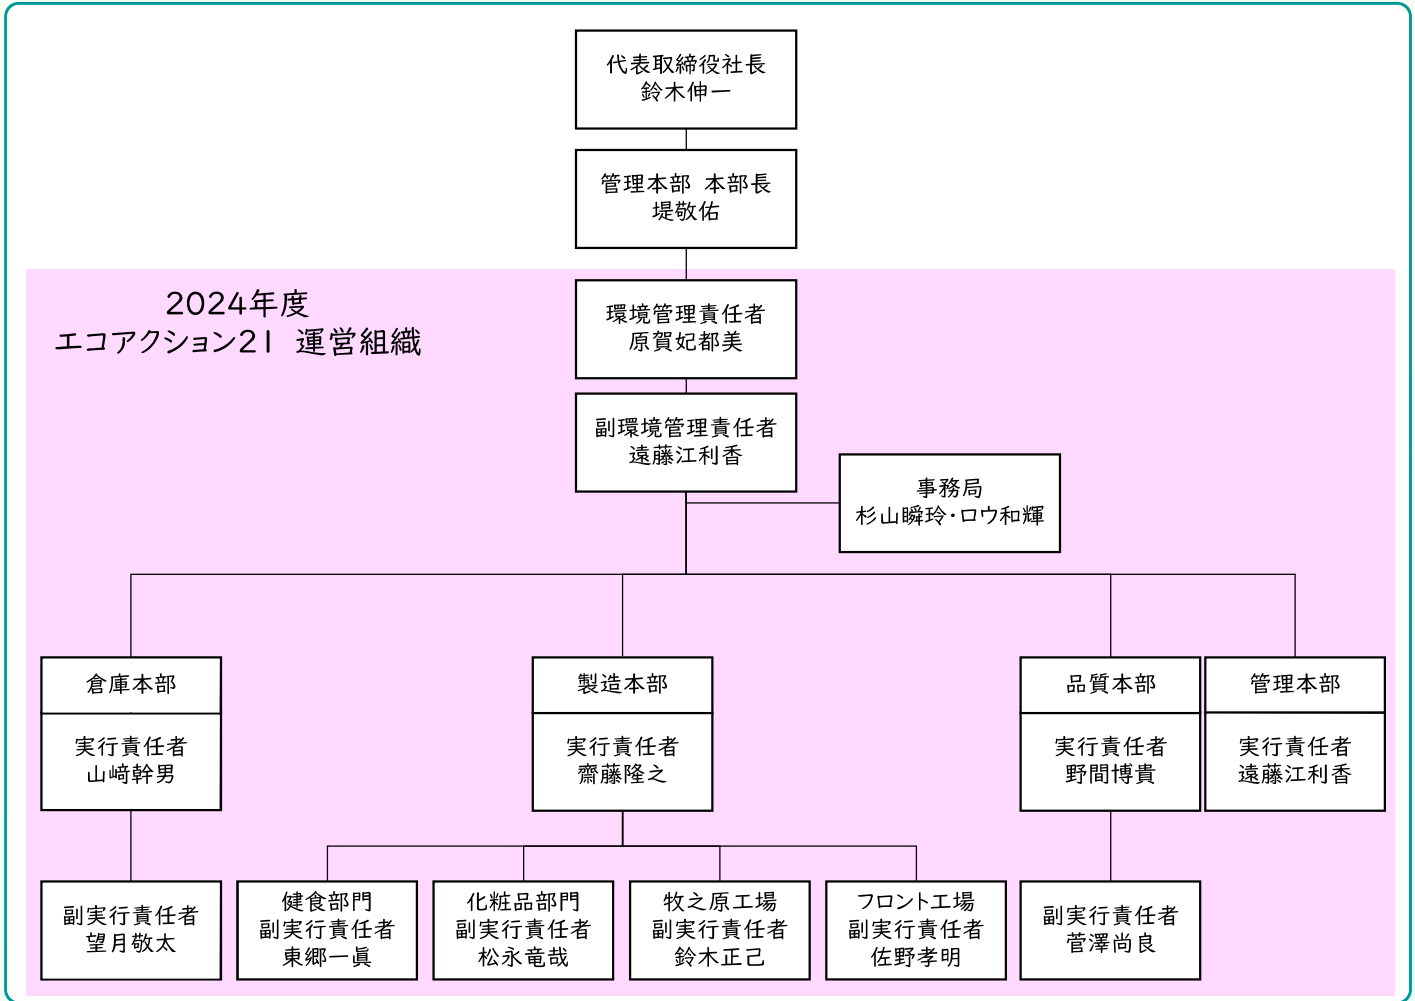 代表取締役社長
鈴木伸一
管理本部 本部長
堤敬佑
2024年度
エコアクション21 運営組織
環境管理責任者
原賀妃都美
副環境管理責任者
遠藤江利香
事務局
杉山瞬玲・ロウ和輝
倉庫本部
実行責任者
山﨑幹男
製造本部
実行責任者
齋藤隆之
品質本部
実行責任者
野間博貴
管理本部
実行責任者
遠藤江利香
副実行責任者
望月敬太
健食部門
副実行責任者
東郷一眞
化粧品部門
副実行責任者
松永竜哉
牧之原工場
副実行責任者
鈴木正己
フロント工場
副実行責任者
佐野孝明
副実行責任者
菅澤尚良